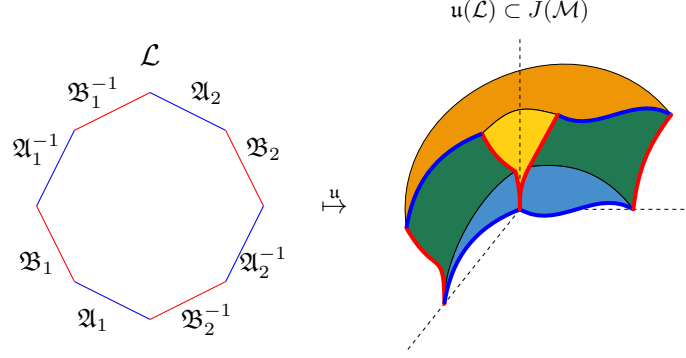 𝓛
𝔲(𝓛) ⊂ J(𝓜)
𝔅₁⁻¹
𝔄₂
𝔄₁⁻¹
𝔅₂
𝔲
↦
𝔅₁
𝔄₂⁻¹
𝔄₁
𝔅₂⁻¹